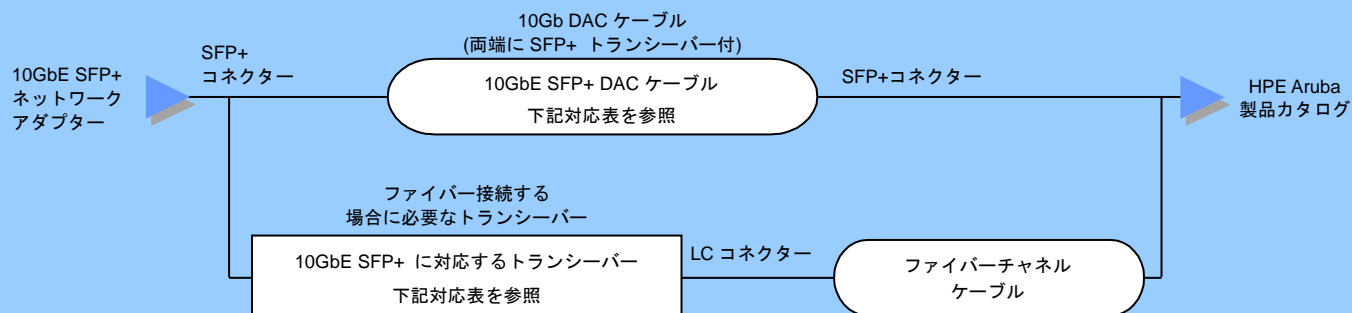 10Gb DAC ケーブル
(両端に SFP+ トランシーバー付)
SFP+
コネクター
10GbE SFP+
ネットワーク
アダプター
10GbE SFP+ DAC ケーブル
下記対応表を参照
SFP+コネクター
HPE Aruba
製品カタログ
ファイバー接続する
場合に必要なトランシーバー
10GbE SFP+ に対応するトランシーバー
下記対応表を参照
LC コネクター
ファイバーチャネル
ケーブル